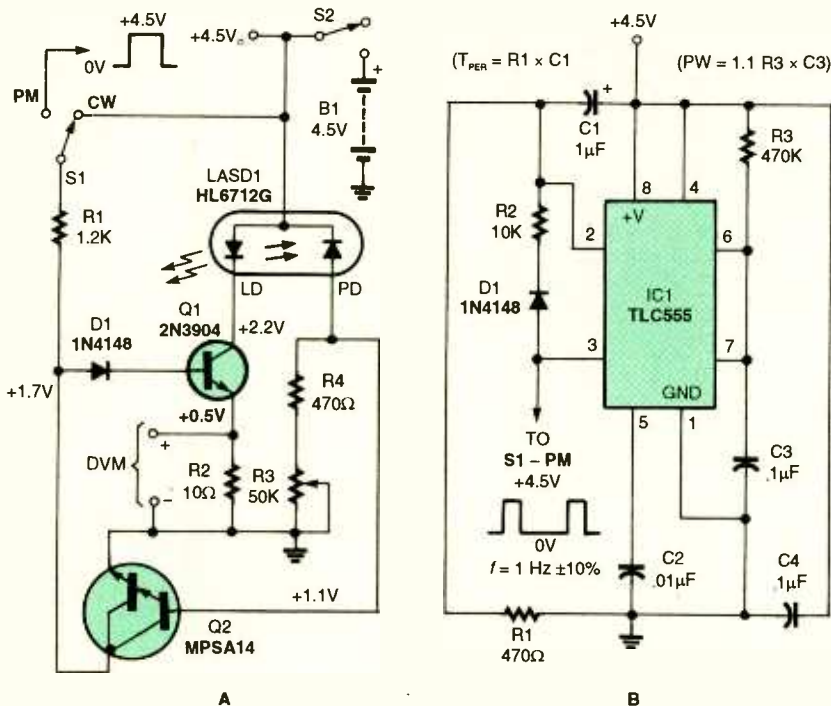 +4.5V
0V
PM
CW
S1
R1
1.2K
+4.5V
S2
+
B1
4.5V
LASD1
HL6712G
LD
PD
Q1
2N3904
+2.2V
D1
1N4148
+1.7V
+0.5V
DVM
+
-
R2
10Ω
R3
50K
R4
470Ω
+1.1V
Q2
MPSA14
A
+4.5V
(TPER = R1 × C1
(PW = 1.1 R3 × C3)
C1
1µF
+
R3
470K
8
4
+V
2
6
R2
10K
D1
1N4148
IC1
TLC555
3
7
GND
5
1
TO
S1 – PM
+4.5V
0V
f = 1 Hz ±10%
C3
.1µF
C2
.01µF
C4
.1µF
R1
470Ω
B